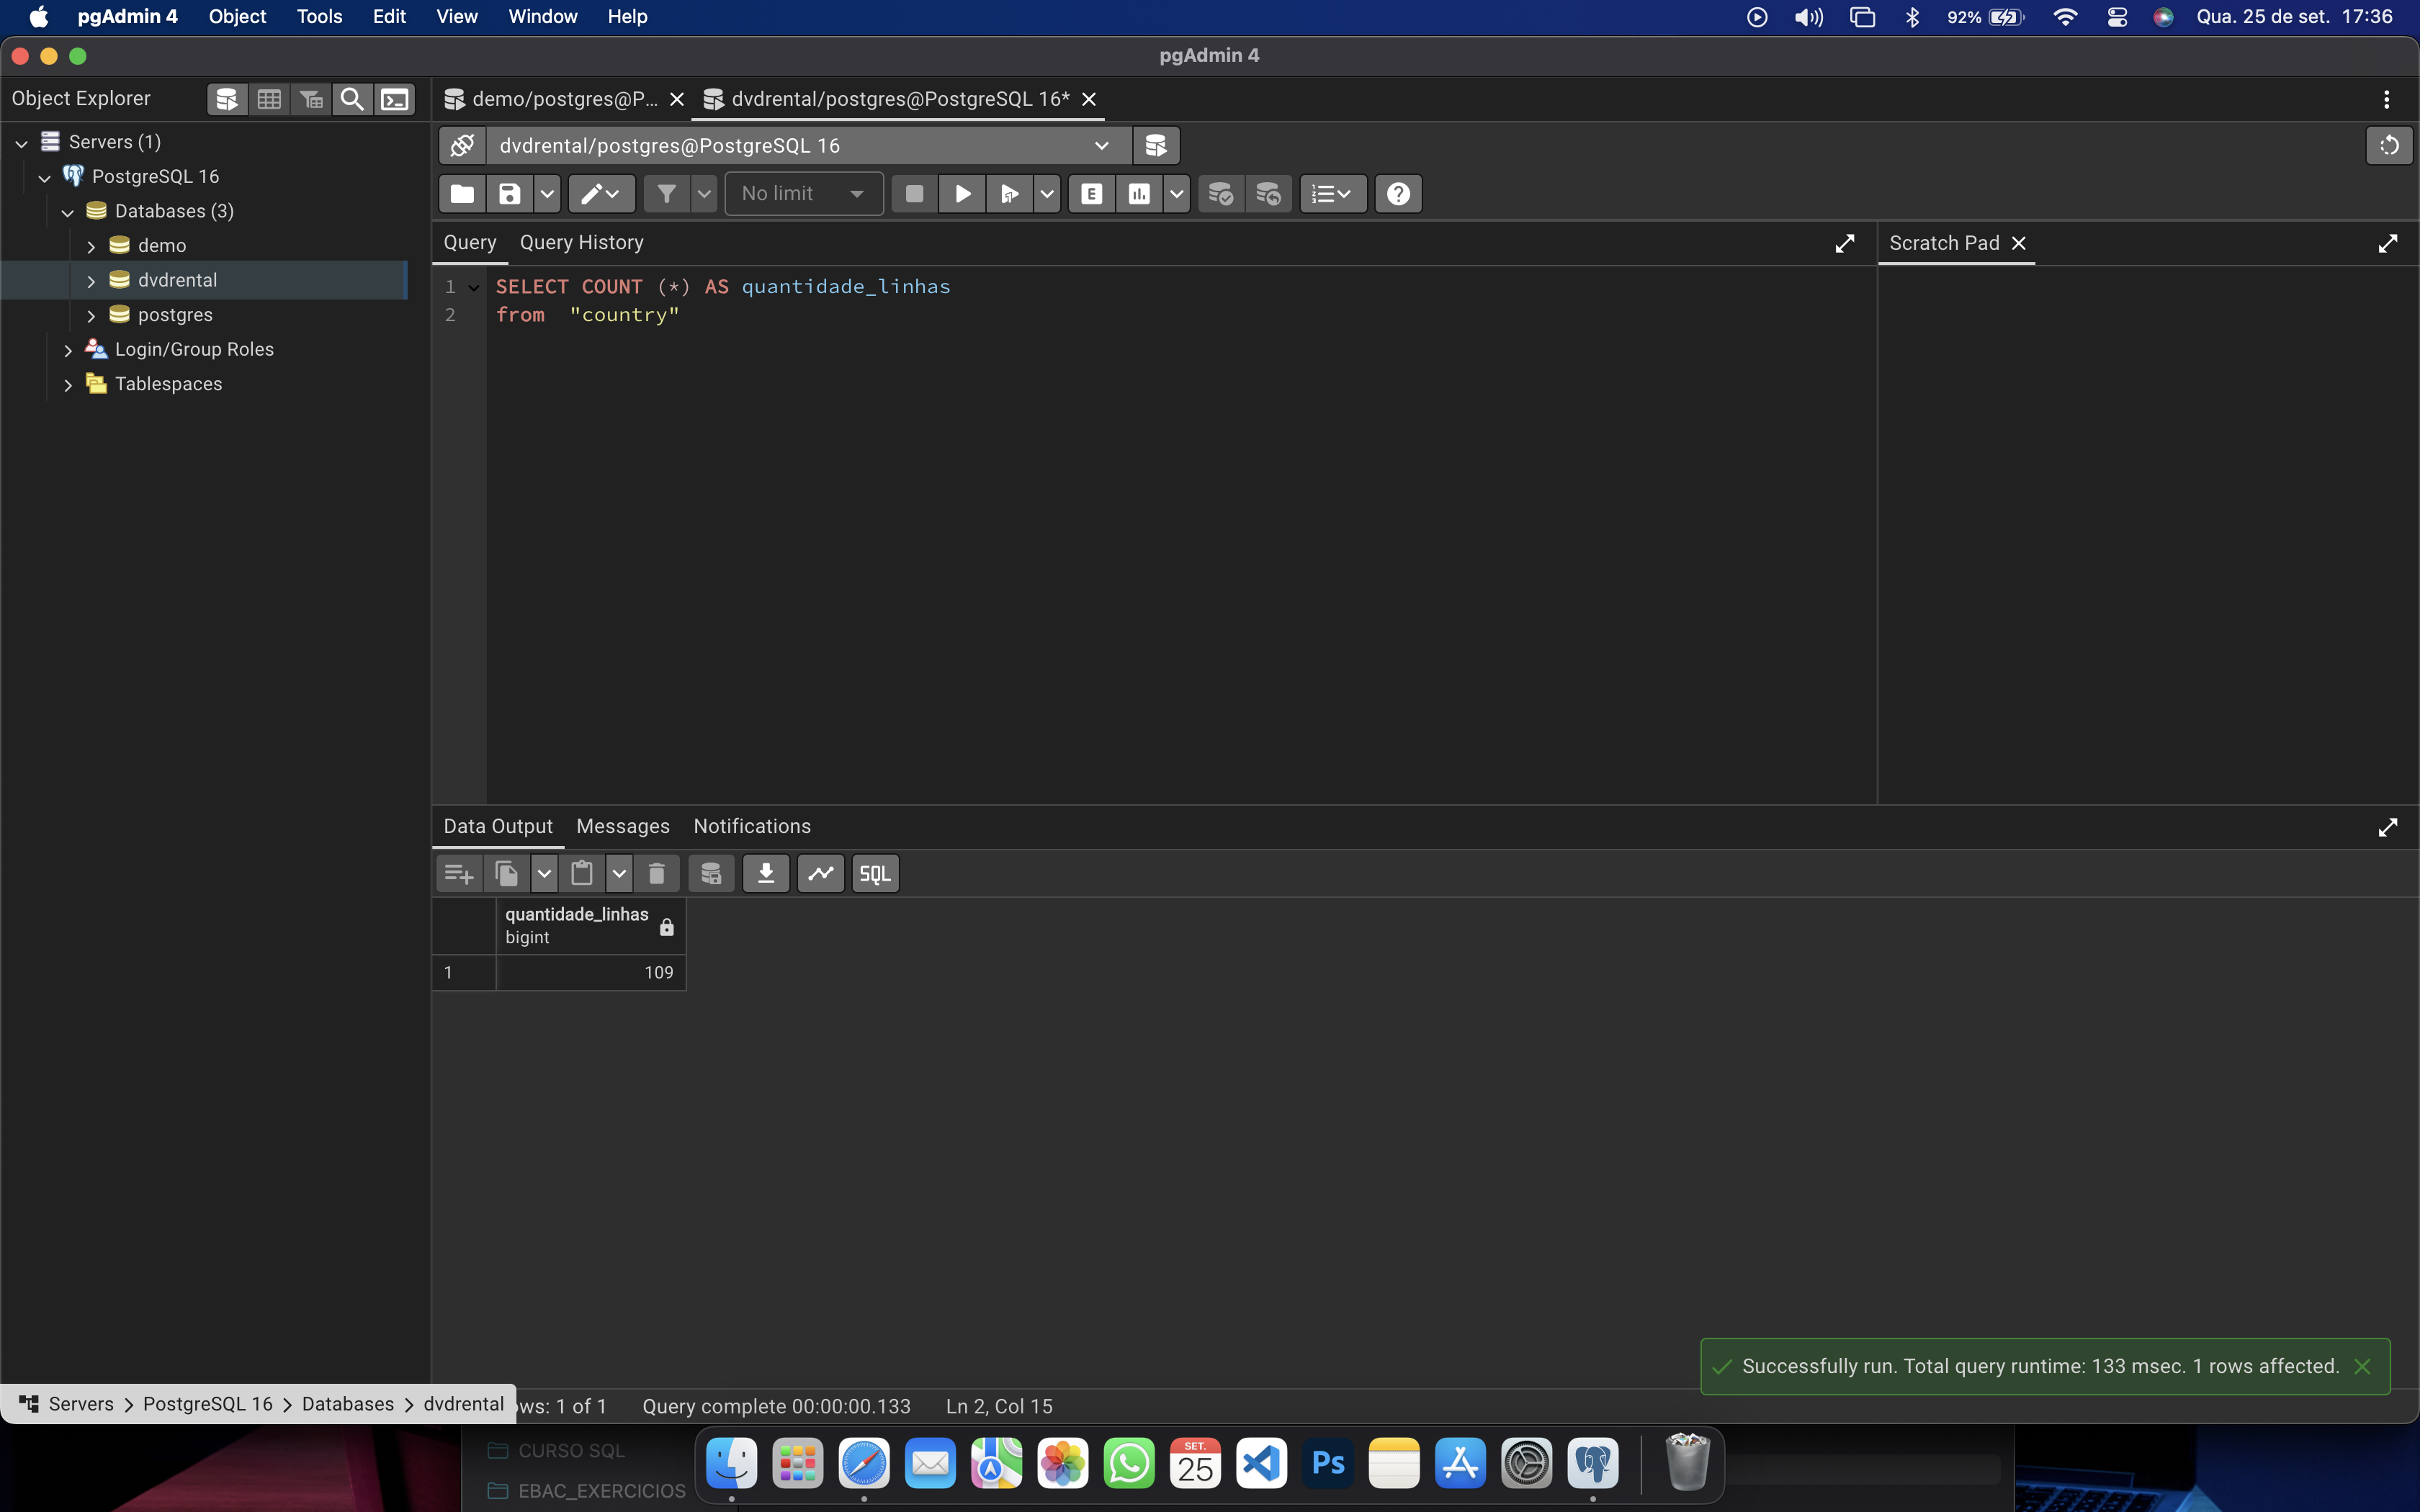 pgAdmin 4 Object Tools Edit View Window Help 92% Qua. 25 de set. 17:36
pgAdmin 4
Object Explorer
demo/postgres@P... dvdrental/postgres@PostgreSQL 16*
Servers (1)
PostgreSQL 16
Databases (3)
demo
dvdrental
postgres
Login/Group Roles
Tablespaces
dvdrental/postgres@PostgreSQL 16
No limit
E
Query Query History
Scratch Pad
1 SELECT COUNT (*) AS quantidade_linhas
2 from "country"
Data Output Messages Notifications
SQL
quantidade_linhas
bigint
1 109
Successfully run. Total query runtime: 133 msec. 1 rows affected.
Servers > PostgreSQL 16 > Databases > dvdrental
ws: 1 of 1 Query complete 00:00:00.133 Ln 2, Col 15
CURSO SQL
EBAC_EXERCICIOS
SET.
25
Ps